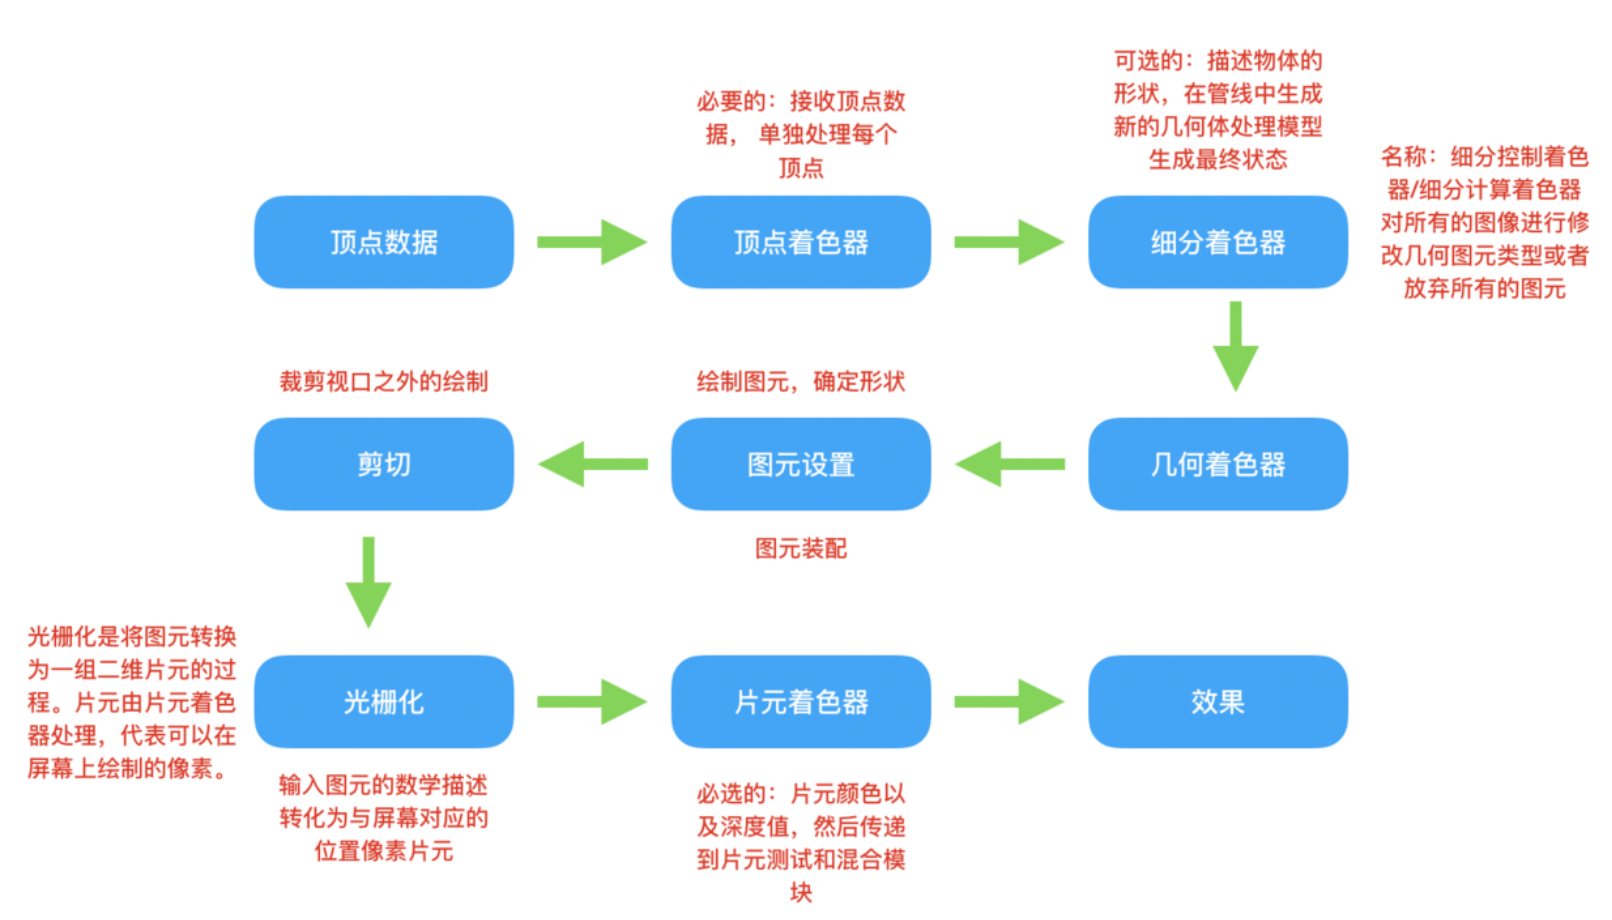 可选的：描述物体的
形状，在管线中生成
新的几何体处理模型
生成最终状态
必要的：接收顶点数
据， 单独处理每个
顶点
名称：细分控制着色
器/细分计算着色器
对所有的图像进行修
改几何图元类型或者
放弃所有的图元
顶点数据
顶点着色器
细分着色器
裁剪视口之外的绘制
绘制图元，确定形状
剪切
图元设置
几何着色器
图元装配
光栅化是将图元转换
为一组二维片元的过
程。片元由片元着色
器处理，代表可以在
屏幕上绘制的像素。
光栅化
片元着色器
效果
输入图元的数学描述
转化为与屏幕对应的
位置像素片元
必选的：片元颜色以
及深度值，然后传递
到片元测试和混合模
块